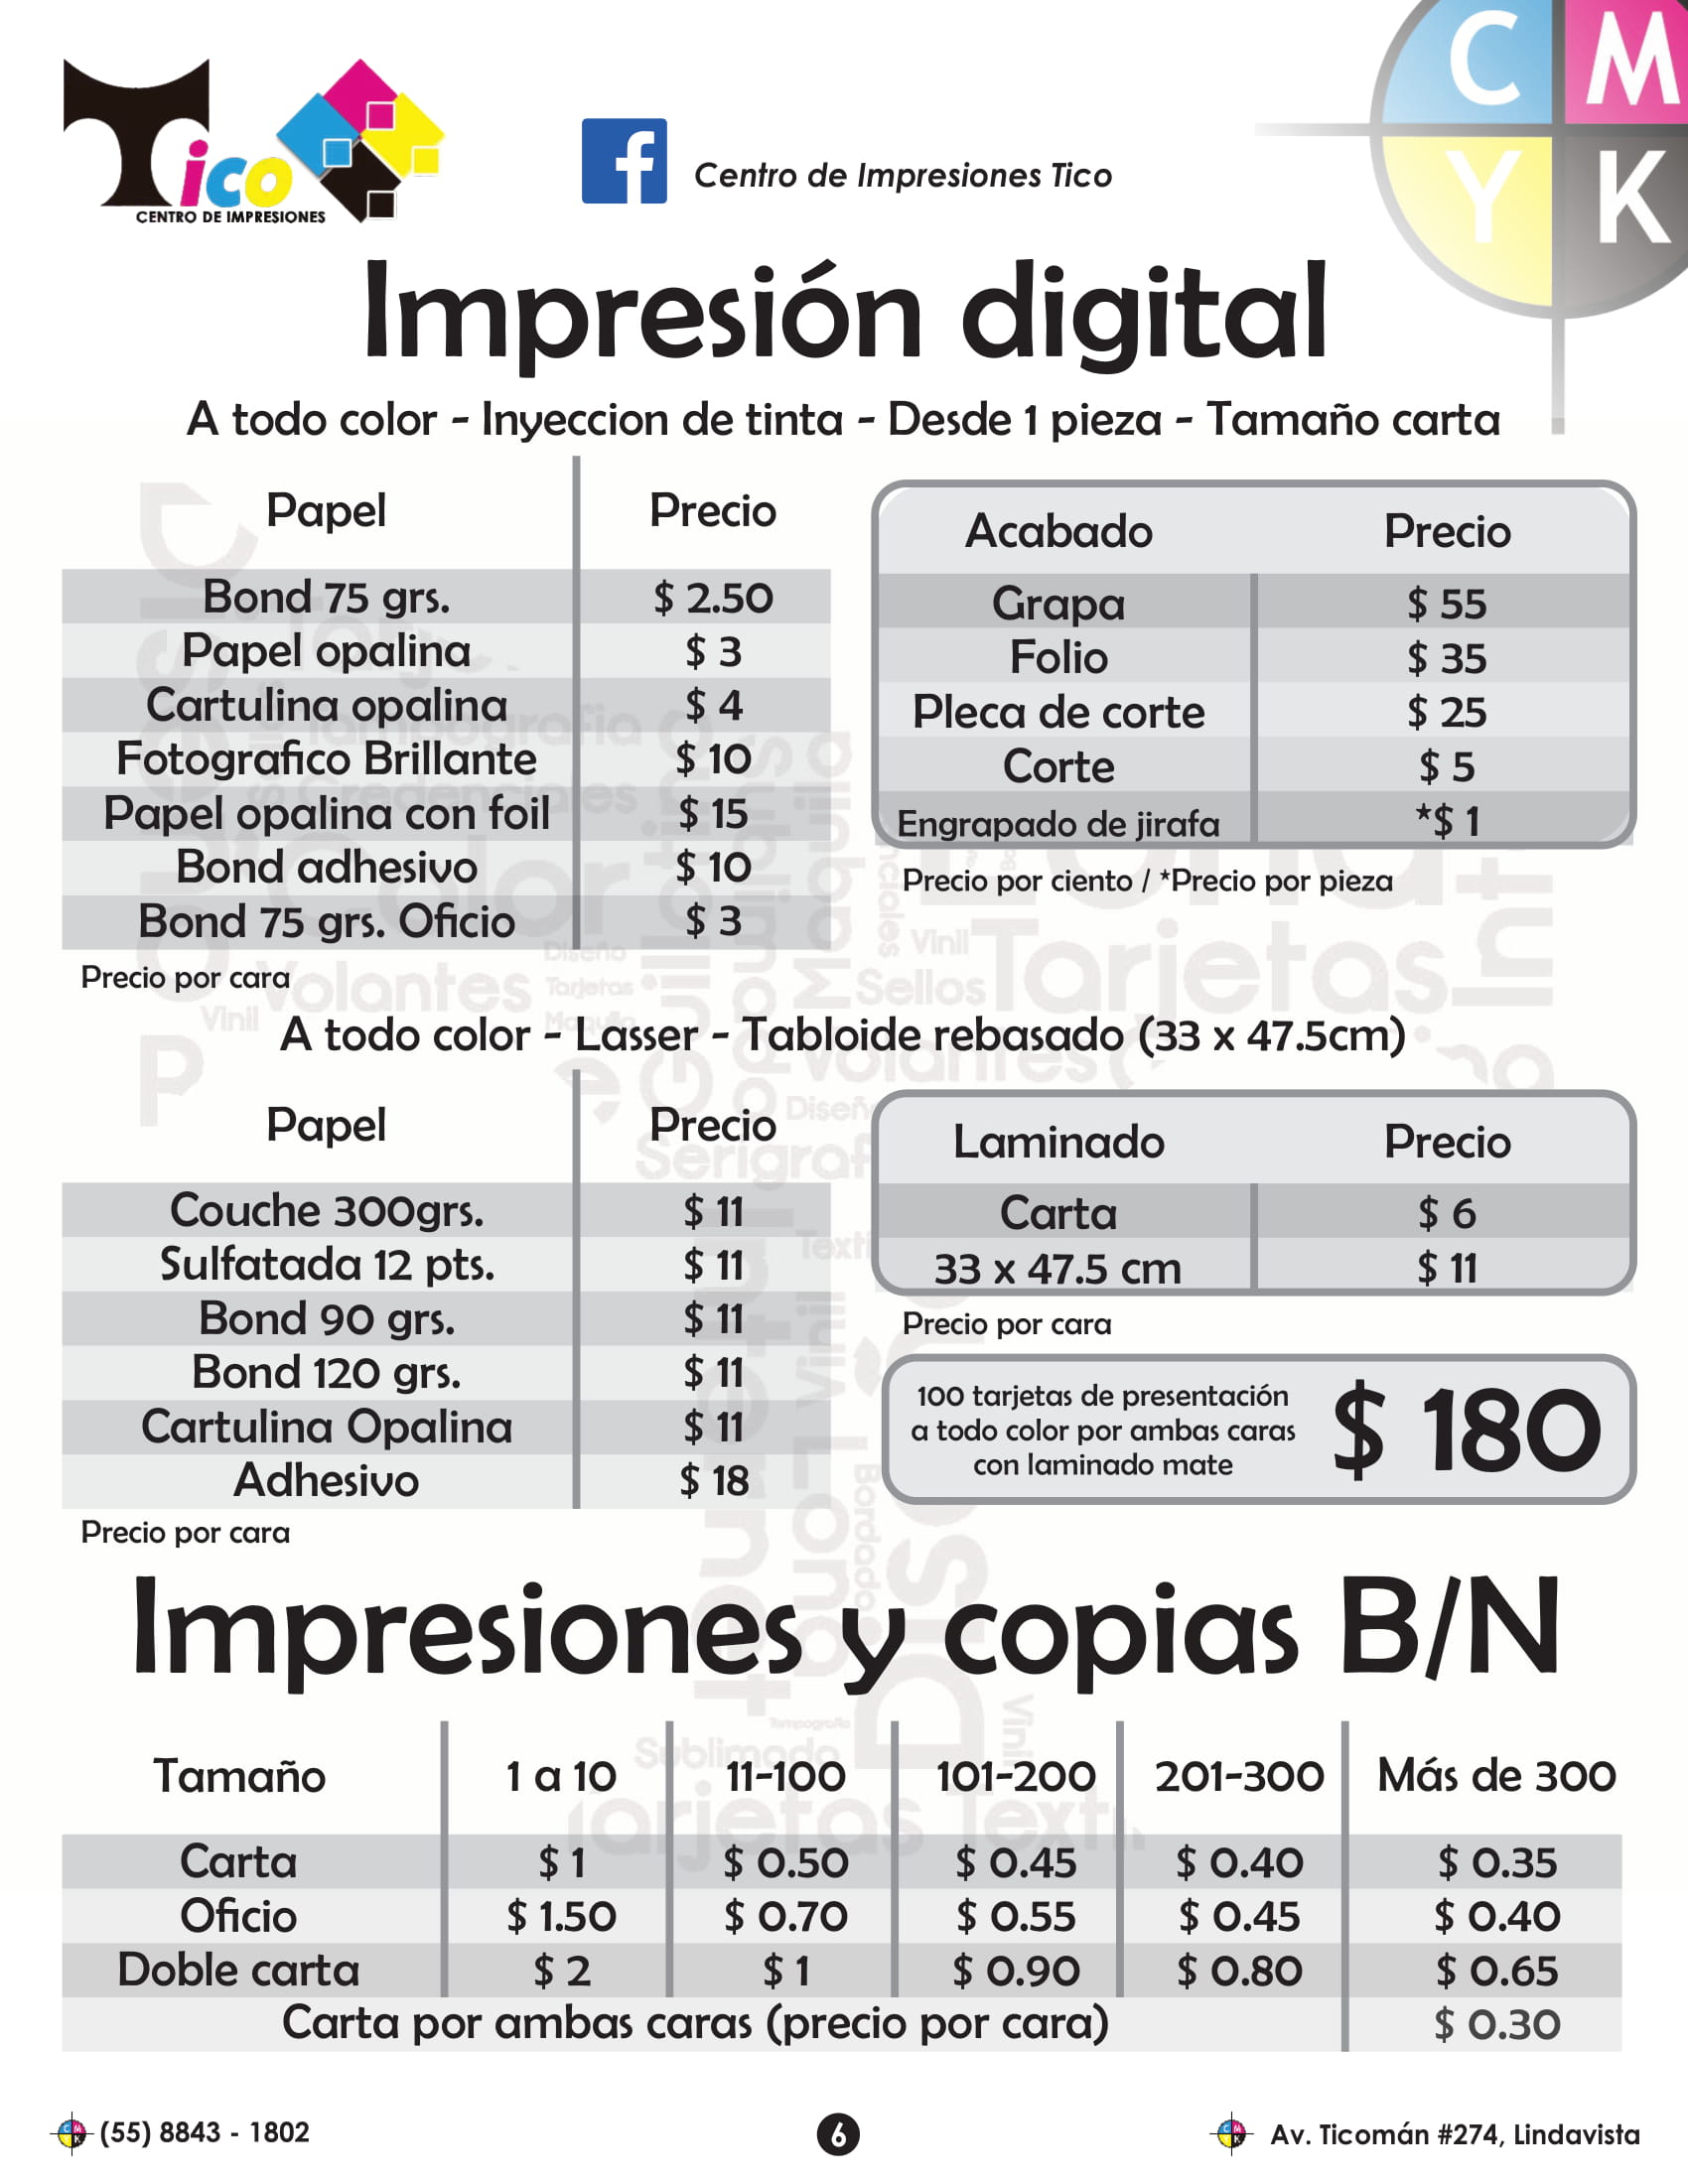 Tico
CENTRO DE IMPRESIONES
f
Centro de Impresiones Tico
C M
Y K
Impresión digital
A todo color - Inyeccion de tinta - Desde 1 pieza - Tamaño carta
Papel Precio
Bond 75 grs. $ 2.50
Papel opalina $ 3
Cartulina opalina $ 4
Fotografico Brillante $ 10
Papel opalina con foil $ 15
Bond adhesivo $ 10
Bond 75 grs. Oficio $ 3
Precio por cara
Acabado Precio
Grapa $ 55
Folio $ 35
Pleca de corte $ 25
Corte $ 5
Engrapado de jirafa *$ 1
Precio por ciento / *Precio por pieza
A todo color - Lasser - Tabloide rebasado (33 x 47.5cm)
Papel Precio
Couche 300grs. $ 11
Sulfatada 12 pts. $ 11
Bond 90 grs. $ 11
Bond 120 grs. $ 11
Cartulina Opalina $ 11
Adhesivo $ 18
Precio por cara
Laminado Precio
Carta $ 6
33 x 47.5 cm $ 11
Precio por cara
100 tarjetas de presentación
a todo color por ambas caras
con laminado mate
$ 180
Impresiones y copias B/N
Tamaño 1 a 10 11-100 101-200 201-300 Más de 300
Carta $ 1 $ 0.50 $ 0.45 $ 0.40 $ 0.35
Oficio $ 1.50 $ 0.70 $ 0.55 $ 0.45 $ 0.40
Doble carta $ 2 $ 1 $ 0.90 $ 0.80 $ 0.65
Carta por ambas caras (precio por cara) $ 0.30
(55) 8843 - 1802
6
Av. Ticomán #274, Lindavista